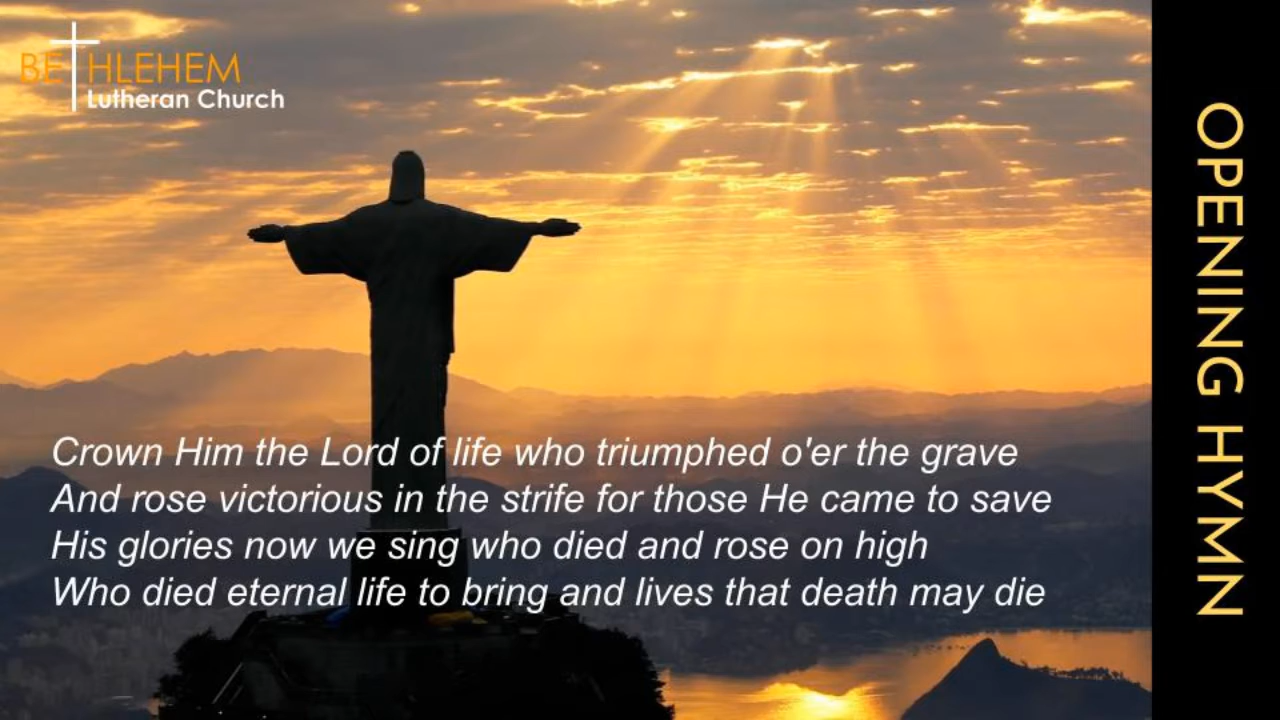 BETHLEHEM
Lutheran Church
OPENING HYMN
Crown Him the Lord of life who triumphed o'er the grave
And rose victorious in the strife for those He came to save
His glories now we sing who died and rose on high
Who died eternal life to bring and lives that death may die